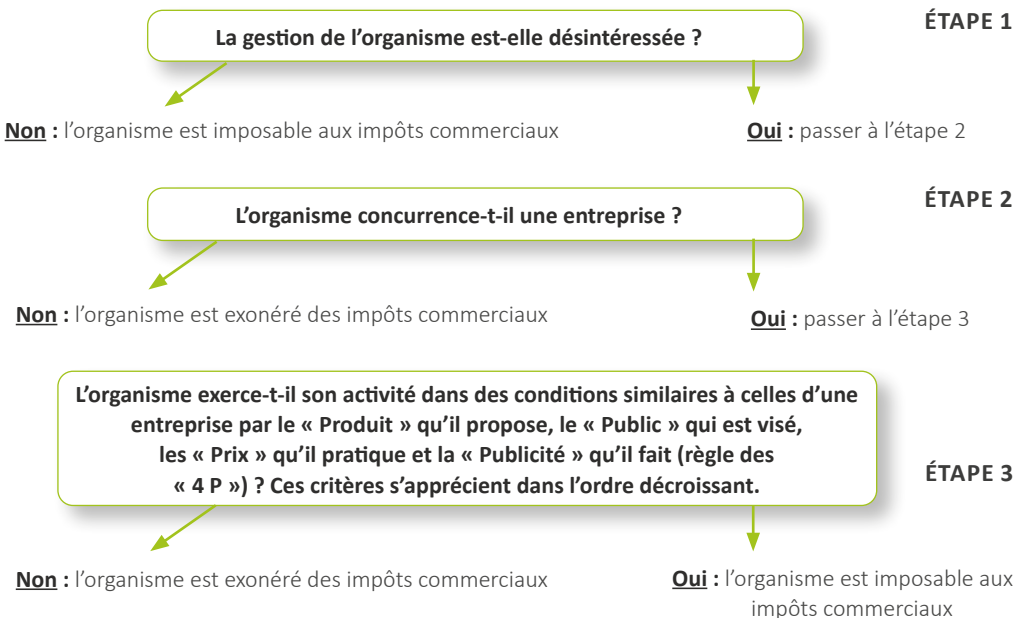 ÉTAPE 1
La gestion de l’organisme est-elle désintéressée ?
Non : l’organisme est imposable aux impôts commerciaux
Oui : passer à l’étape 2
ÉTAPE 2
L’organisme concurrence-t-il une entreprise ?
Non : l’organisme est exonéré des impôts commerciaux
Oui : passer à l’étape 3
L’organisme exerce-t-il son activité dans des conditions similaires à celles d’une
entreprise par le « Produit » qu’il propose, le « Public » qui est visé,
les « Prix » qu’il pratique et la « Publicité » qu’il fait (règle des
« 4 P ») ? Ces critères s’apprécient dans l’ordre décroissant.
ÉTAPE 3
Non : l’organisme est exonéré des impôts commerciaux
Oui : l’organisme est imposable aux
impôts commerciaux